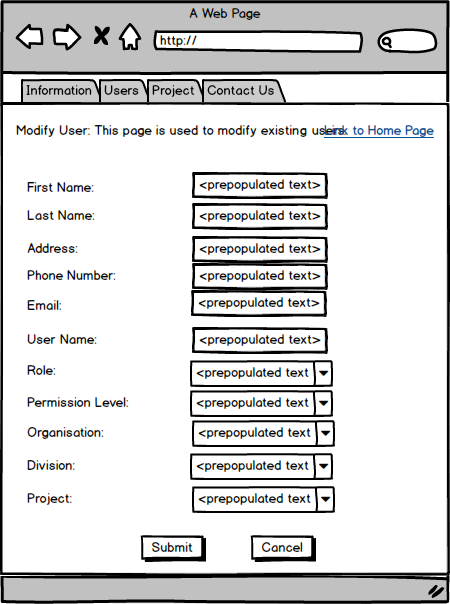 A Web Page
http://
Information Users Project Contact Us
Modify User: This page is used to modify existing users. Link to Home Page
First Name: <prepopulated text>
Last Name: <prepopulated text>
Address: <prepopulated text>
Phone Number: <prepopulated text>
Email: <prepopulated text>
User Name: <prepopulated text>
Role: <prepopulated text
Permission Level: <prepopulated text
Organisation: <prepopulated text
Division: <prepopulated text
Project: <prepopulated text
Submit Cancel